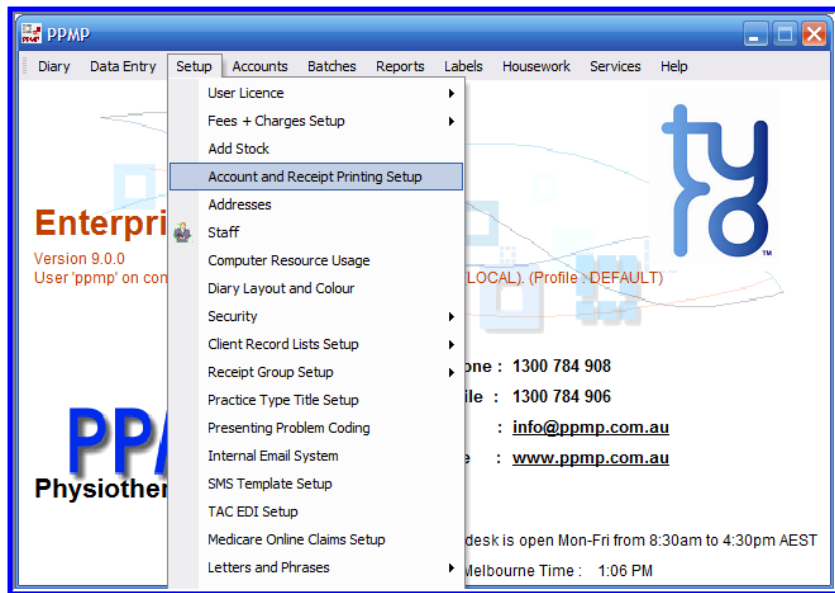 PPMP
Diary Data Entry Setup Accounts Batches Reports Labels Housework Services Help
User Licence
Fees + Charges Setup
Add Stock
Account and Receipt Printing Setup
Addresses
Staff
Computer Resource Usage
Diary Layout and Colour
Security
Client Record Lists Setup
Receipt Group Setup
Practice Type Title Setup
Presenting Problem Coding
Internal Email System
SMS Template Setup
TAC EDI Setup
Medicare Online Claims Setup
Letters and Phrases
tyro
TM
Enterpri
Version 9.0.0
User 'ppmp' on con LOCAL). (Profile : DEFAULT)
one : 1300 784 908
ile : 1300 784 906
: info@ppmp.com.au
e : www.ppmp.com.au
PP
Physiother
desk is open Mon-Fri from 8:30am to 4:30pm AEST
Melbourne Time : 1:06 PM